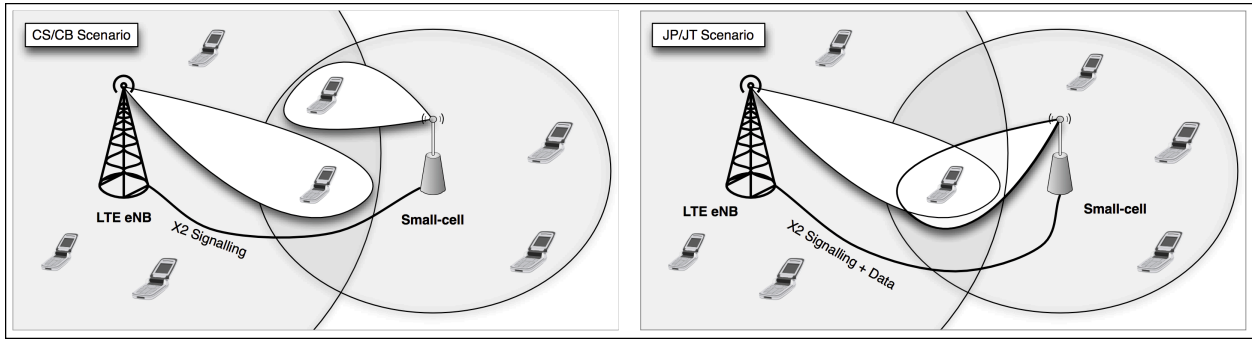 CS/CB Scenario
LTE eNB
X2 Signalling
Small-cell
JP/JT Scenario
LTE eNB
X2 Signalling + Data
Small-cell